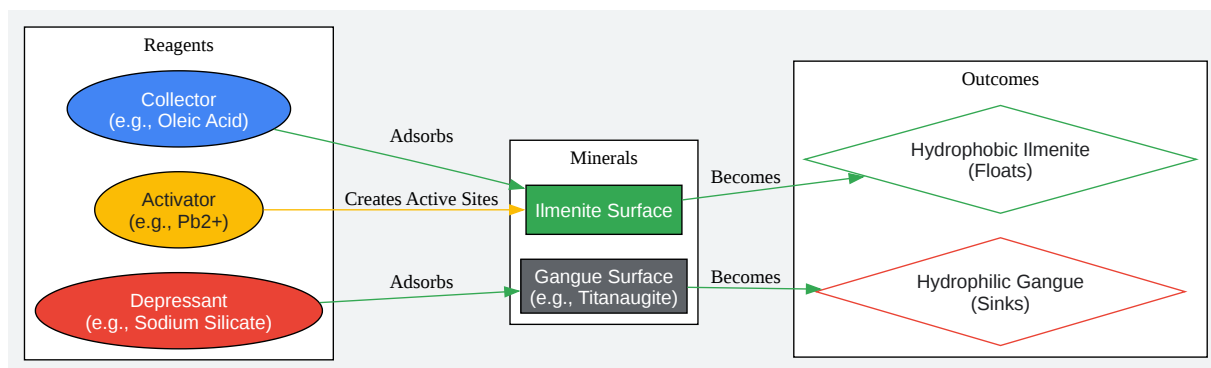 Reagents
Collector
(e.g., Oleic Acid)
Activator
(e.g., Pb2+)
Depressant
(e.g., Sodium Silicate)
Adsorbs
Creates Active Sites
Adsorbs
Minerals
Ilmenite Surface
Gangue Surface
(e.g., Titanaugite)
Becomes
Becomes
Outcomes
Hydrophobic Ilmenite
(Floats)
Hydrophilic Gangue
(Sinks)